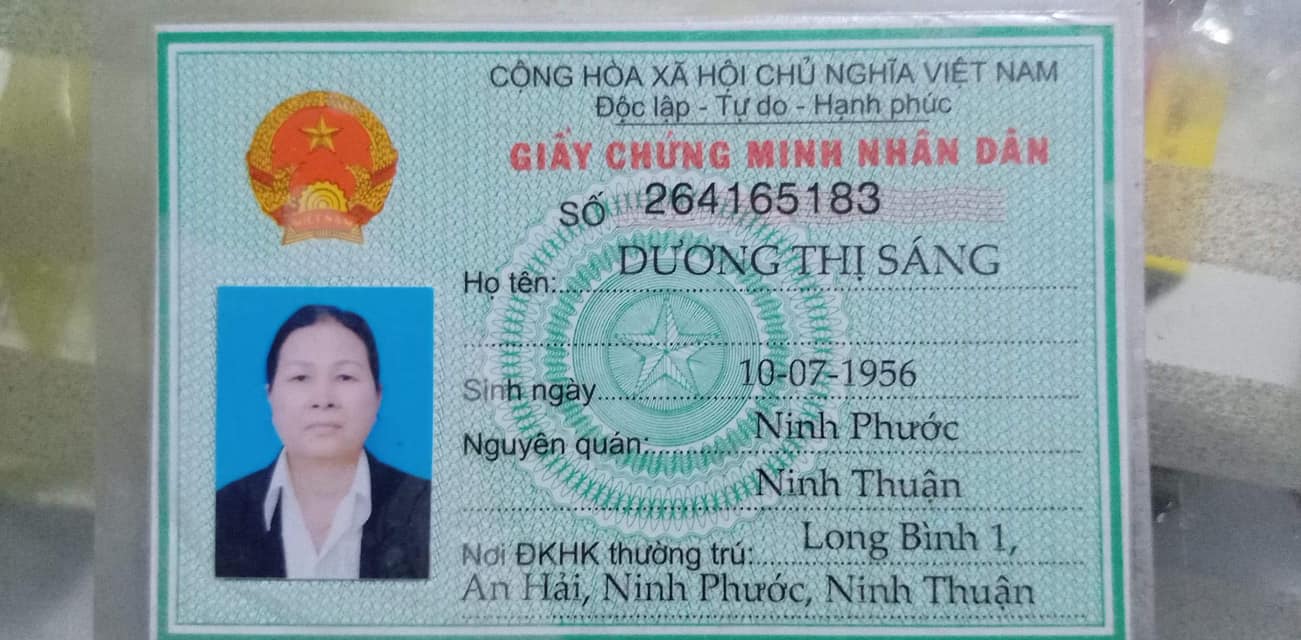 CỘNG HÒA XÃ HỘI CHỦ NGHĨA VIỆT NAM
Độc lập - Tự do - Hạnh phúc
GIẤY CHỨNG MINH NHÂN DÂN
SỐ 264165183
Họ tên: DƯƠNG THỊ SÁNG
Sinh ngày 10-07-1956
Nguyên quán: Ninh Phước
Ninh Thuận
Nơi ĐKHK thường trú: Long Bình 1,
An Hải, Ninh Phước, Ninh Thuận